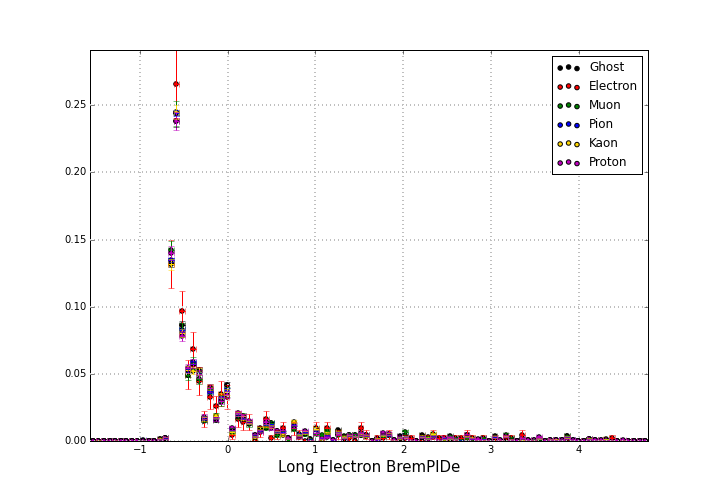 Ghost
Electron
Muon
Pion
Kaon
Proton
0.25
0.20
0.15
0.10
0.05
0.00
−1 0 1 2 3 4
Long Electron BremPIDe